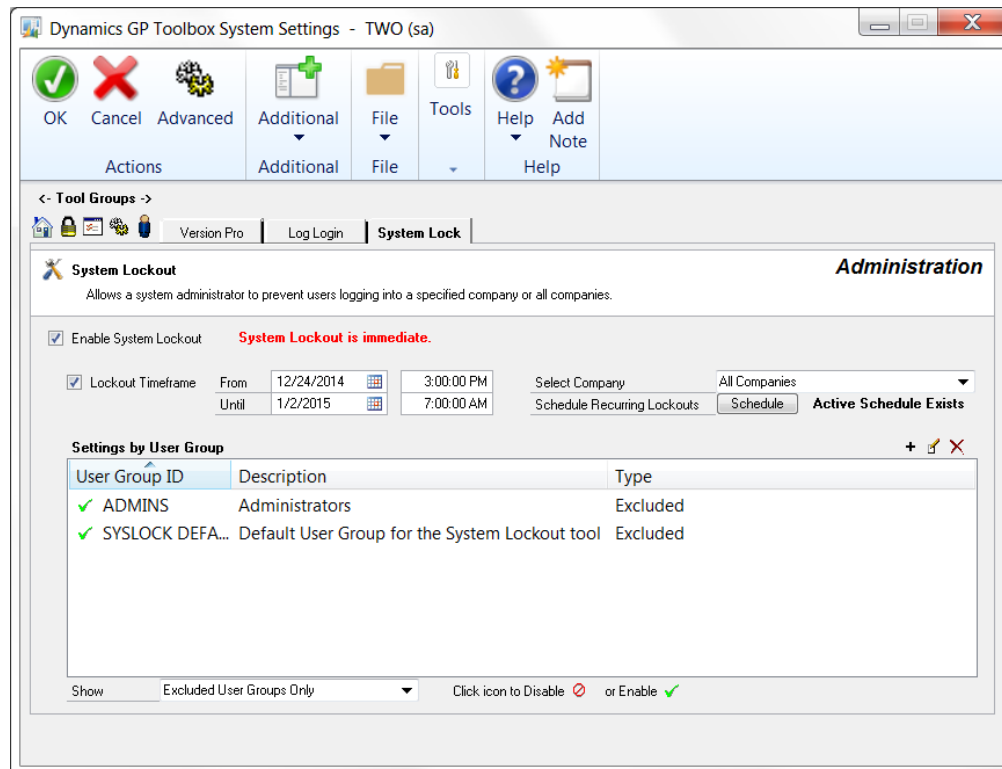 Dynamics GP Toolbox System Settings - TWO (sa)
OK Cancel Advanced Additional File Tools Help Add Note
Actions Additional File Help
<- Tool Groups ->
Version Pro Log Login System Lock
System Lockout Administration
Allows a system administrator to prevent users logging into a specified company or all companies.
Enable System Lockout System Lockout is immediate.
Lockout Timeframe From 12/24/2014 3:00:00 PM Select Company All Companies
Until 1/2/2015 7:00:00 AM Schedule Recurring Lockouts Schedule Active Schedule Exists
Settings by User Group
User Group ID Description Type
ADMINS Administrators Excluded
SYSLOCK DEFA... Default User Group for the System Lockout tool Excluded
Show Excluded User Groups Only Click icon to Disable or Enable